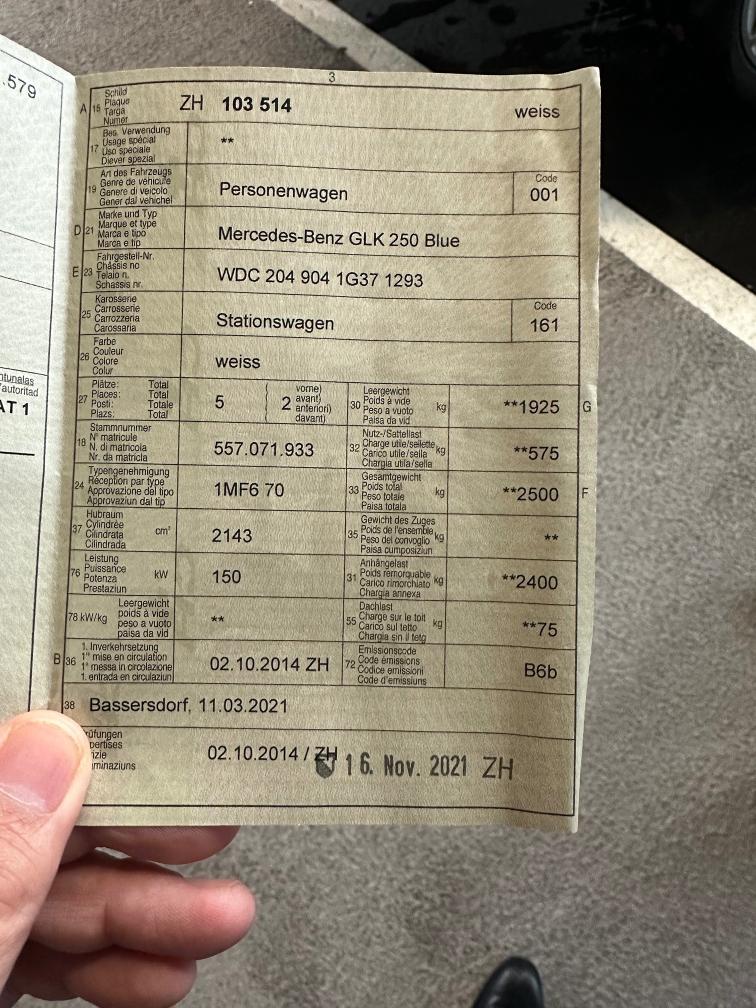 .579
ntunalas
'autoritad
AT 1
3
A 15 Schild
Plaque
Targa
Numer
ZH 103 514 weiss
17 Bes. Verwendung
Usage spécial
Uso speciale
Diever spezial
**
19 Art des Fahrzeugs
Genre de véhicule
Genere di veicolo
Gener dal vehichel
Personenwagen
Code
001
D 21 Marke und Typ
Marque et type
Marca e tipo
Marca e tip
Mercedes-Benz GLK 250 Blue
E 23 Fahrgestell-Nr.
Châssis no
Telaio n.
Schassis nr.
WDC 204 904 1G37 1293
25 Karosserie
Carrosserie
Carrozzeria
Carossaria
Stationswagen
Code
161
26 Farbe
Couleur
Colore
Colur
weiss
27 Plätze: Total
Places: Total
Posti: Totale
Plazs: Total
5
( 2 vorne)
avant)
anteriori)
davant)
30 Leergewicht
Poids à vide
Peso a vuoto
Paisa da vid
kg
**1925
G
18 Stammnummer
N° matricule
N. di matricola
Nr. da matricla
557.071.933
32 Nutz-/Sattellast
Charge utile/sellette
Carico utile/sella
Chargia utila/sella
kg
**575
24 Typengenehmigung
Réception par type
Approvazione del tipo
Approvaziun dal tip
1MF6 70
33 Gesamtgewicht
Poids total
Peso totale
Paisa totala
kg
**2500
F
37 Hubraum
Cylindrée
Cilindrata
Cilindrada
cm³
2143
35 Gewicht des Zuges
Poids de l'ensemble
Peso del convoglio
Paisa cumposiziun
kg
**
76 Leistung
Puissance
Potenza
Prestaziun
kW
150
31 Anhängelast
Poids remorquable
Carico rimorchiato
Chargia annexa
kg
**2400
78 kW/kg Leergewicht
poids à vide
peso a vuoto
paisa da vid
**
55 Dachlast
Charge sur le toit
Carico sul tetto
Chargia sin il tetg
kg
**75
B 36 1. Inverkehrsetzung
1re mise en circulation
1a messa in circolazione
1. entrada en circulaziun
02.10.2014 ZH
72 Emissionscode
Code émissions
Codice emissioni
Code d'emissiuns
B6b
38 Bassersdorf, 11.03.2021
rüfungen
pertises
izie
aminaziuns
02.10.2014 / ZH
16. Nov. 2021 ZH